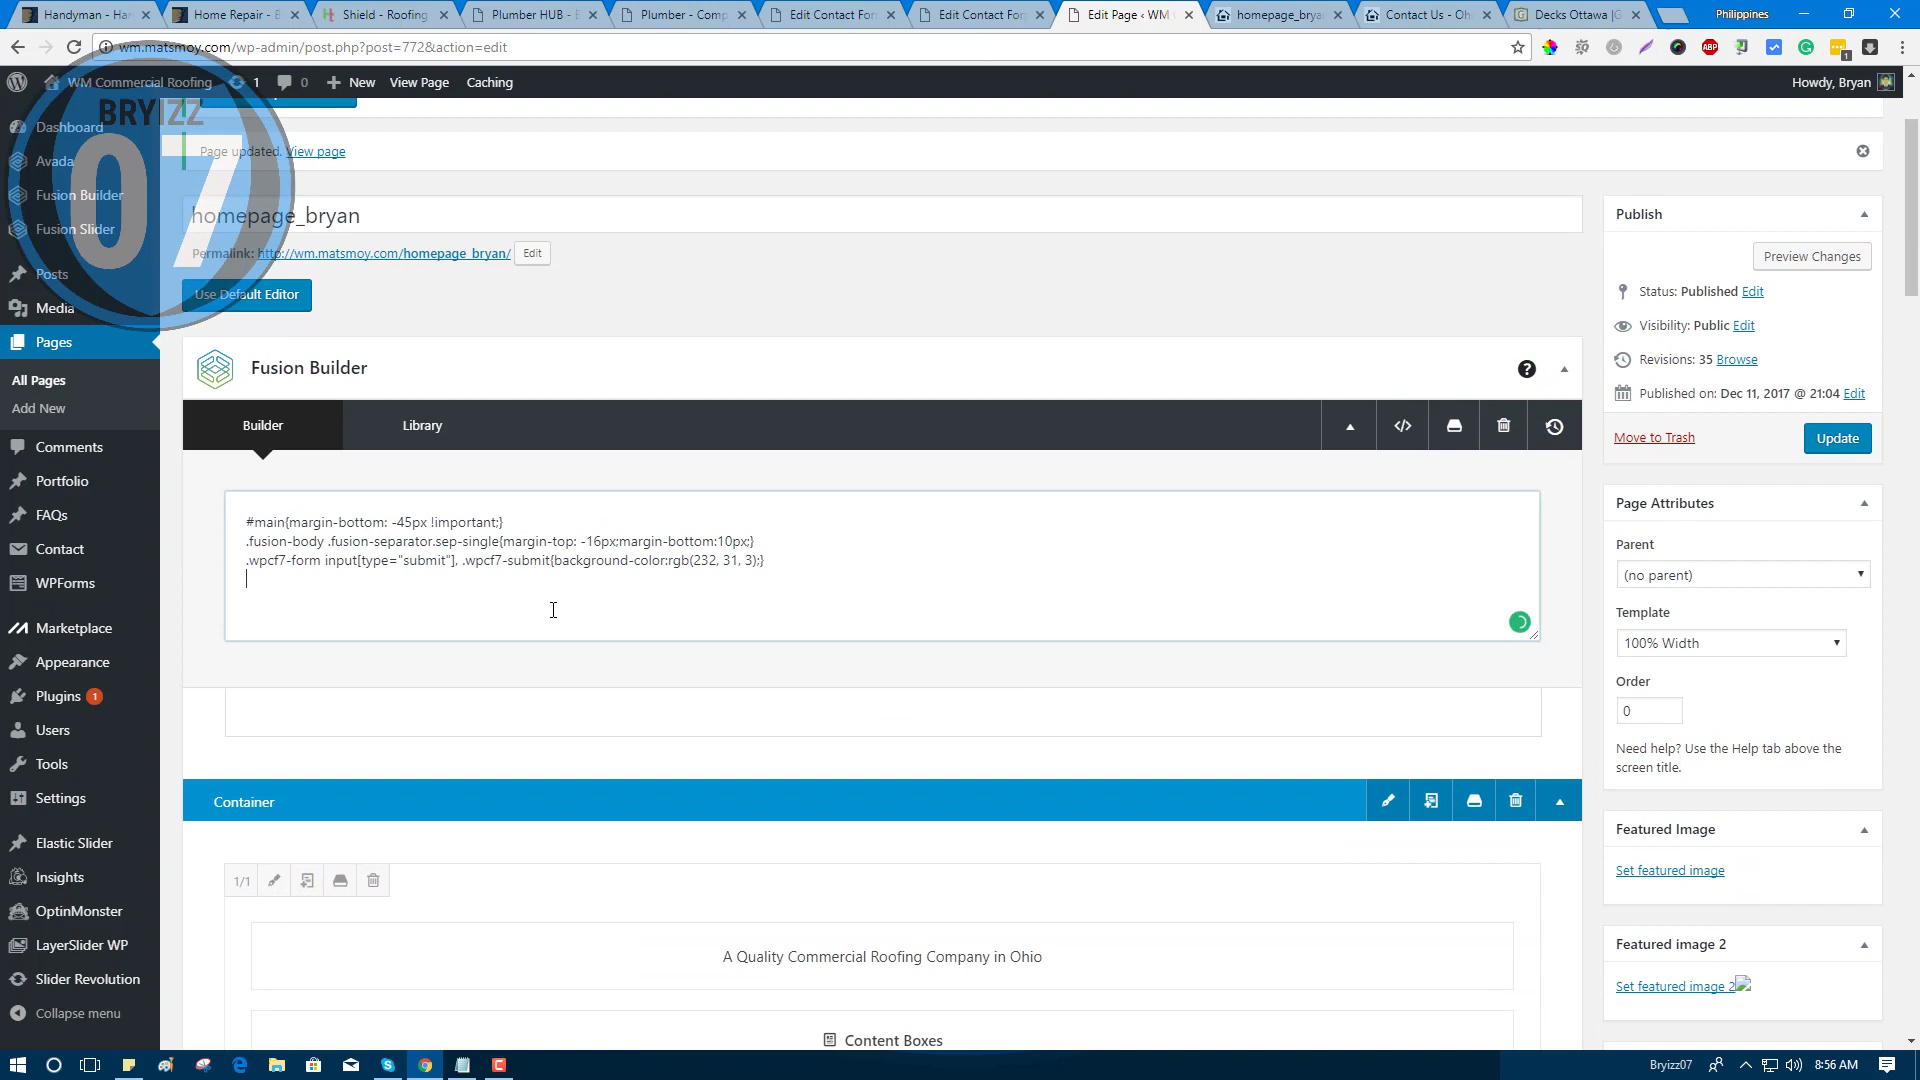 Handyman - Ha
Home Repair - B
Shield - Roofing
Plumber HUB - B
Plumber - Comp
Edit Contact For
Edit Contact For
Edit Page ‹ WM
homepage_brya
Contact Us - Oh
Decks Ottawa |G
Philippines
wm.matsmoy.com/wp-admin/post.php?post=772&action=edit
WM Commercial Roofing
1
0
New
View Page
Caching
Howdy, Bryan
BRYIZZ
07
Dashboard
Avada
Fusion Builder
Fusion Slider
Posts
Media
Pages
All Pages
Add New
Comments
Portfolio
FAQs
Contact
WPForms
Marketplace
Appearance
Plugins 1
Users
Tools
Settings
Elastic Slider
Insights
OptinMonster
LayerSlider WP
Slider Revolution
Collapse menu
Page updated. View page
homepage_bryan
Permalink: http://wm.matsmoy.com/homepage_bryan/ Edit
Use Default Editor
Fusion Builder
Builder
Library
#main{margin-bottom: -45px !important;}
.fusion-body .fusion-separator.sep-single{margin-top: -16px;margin-bottom:10px;}
.wpcf7-form input[type="submit"], .wpcf7-submit{background-color:rgb(232, 31, 3);}
Container
1/1
A Quality Commercial Roofing Company in Ohio
Content Boxes
Publish
Preview Changes
Status: Published Edit
Visibility: Public Edit
Revisions: 35 Browse
Published on: Dec 11, 2017 @ 21:04 Edit
Move to Trash
Update
Page Attributes
Parent
(no parent)
Template
100% Width
Order
0
Need help? Use the Help tab above the
screen title.
Featured Image
Set featured image
Featured image 2
Set featured image 2
Bryizz07
8:56 AM